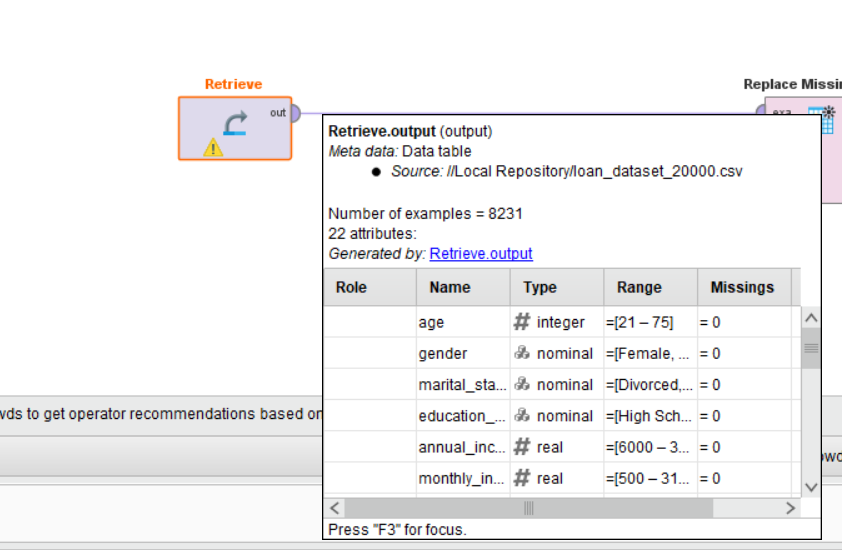 Retrieve
Replace Missin
out
exa
Retrieve.output (output)
Meta data: Data table
● Source: //Local Repository/loan_dataset_20000.csv
Number of examples = 8231
22 attributes:
Generated by: Retrieve.output
Role Name Type Range Missings
age # integer =[21 – 75] = 0
gender nominal =[Female, ... = 0
marital_sta... nominal =[Divorced,... = 0
education_... nominal =[High Sch... = 0
annual_inc... # real =[6000 – 3... = 0
monthly_in... # real =[500 – 31... = 0
wds to get operator recommendations based on
Press "F3" for focus.